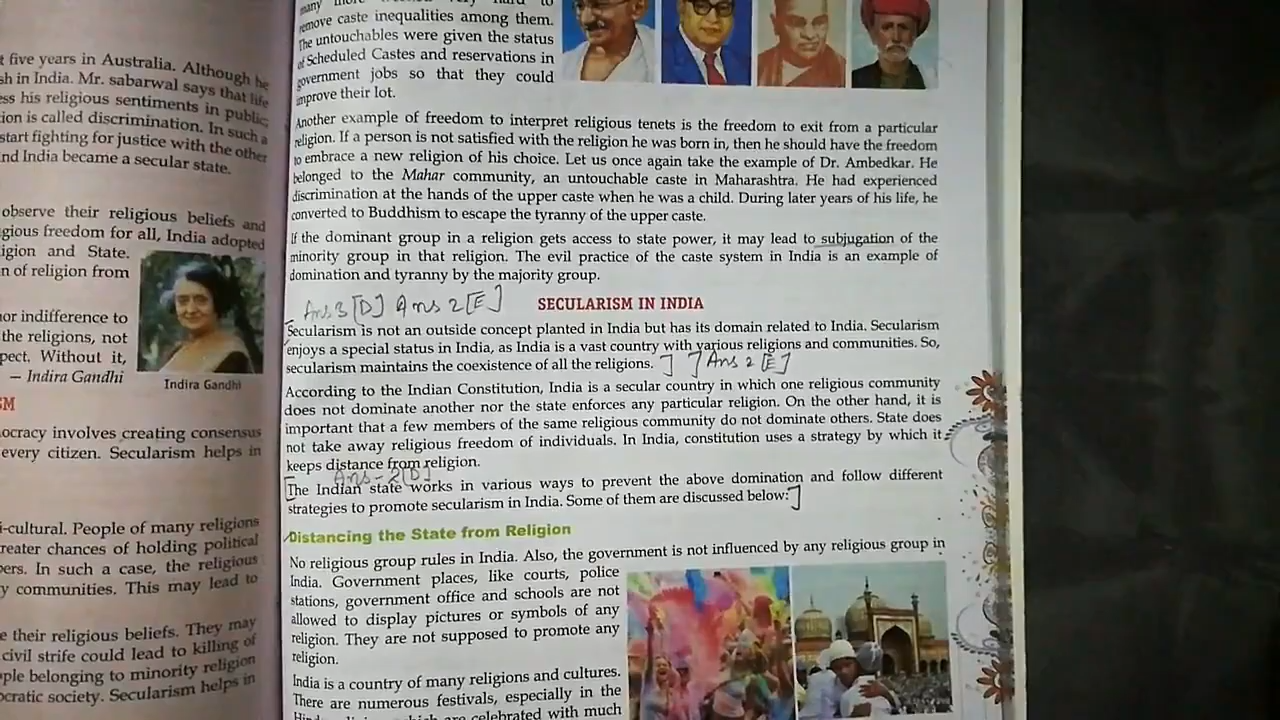 t five years in Australia. Although he
sh in India. Mr. sabarwal says that life
ess his religious sentiments in public,
ion is called discrimination. In such a
start fighting for justice with the other
nd India became a secular state.
observe their religious beliefs and
gious freedom for all, India adopted
igion and State.
n of religion from
nor indifference to
the religions, not
pect. Without it,
– Indira Gandhi
Indira Gandhi
SM
ocracy involves creating consensus
every citizen. Secularism helps in
i-cultural. People of many religions
reater chances of holding political
pers. In such a case, the religious
y communities. This may lead to
e their religious beliefs. They may
civil strife could lead to killing of
ple belonging to minority religion
ocratic society. Secularism helps in
many more
remove caste inequalities among them.
The untouchables were given the status
of Scheduled Castes and reservations in
government jobs so that they could
improve their lot.
Another example of freedom to interpret religious tenets is the freedom to exit from a particular
religion. If a person is not satisfied with the religion he was born in, then he should have the freedom
to embrace a new religion of his choice. Let us once again take the example of Dr. Ambedkar. He
belonged to the Mahar community, an untouchable caste in Maharashtra. He had experienced
discrimination at the hands of the upper caste when he was a child. During later years of his life, he
converted to Buddhism to escape the tyranny of the upper caste.
If the dominant group in a religion gets access to state power, it may lead to subjugation of the
minority group in that religion. The evil practice of the caste system in India is an example of
domination and tyranny by the majority group.
Ans 3 [D] Ans 2 [E]
SECULARISM IN INDIA
Secularism is not an outside concept planted in India but has its domain related to India. Secularism
enjoys a special status in India, as India is a vast country with various religions and communities. So,
secularism maintains the coexistence of all the religions. ] ] Ans 2 [E]
According to the Indian Constitution, India is a secular country in which one religious community
does not dominate another nor the state enforces any particular religion. On the other hand, it is
important that a few members of the same religious community do not dominate others. State does
not take away religious freedom of individuals. In India, constitution uses a strategy by which it
keeps distance from religion.
Ans - 2 [D]
[The Indian state works in various ways to prevent the above domination and follow different
strategies to promote secularism in India. Some of them are discussed below:]
Distancing the State from Religion
No religious group rules in India. Also, the government is not influenced by any religious group in
India. Government places, like courts, police
stations, government office and schools are not
allowed to display pictures or symbols of any
religion. They are not supposed to promote any
religion.
India is a country of many religions and cultures.
There are numerous festivals, especially in the
are celebrated with much